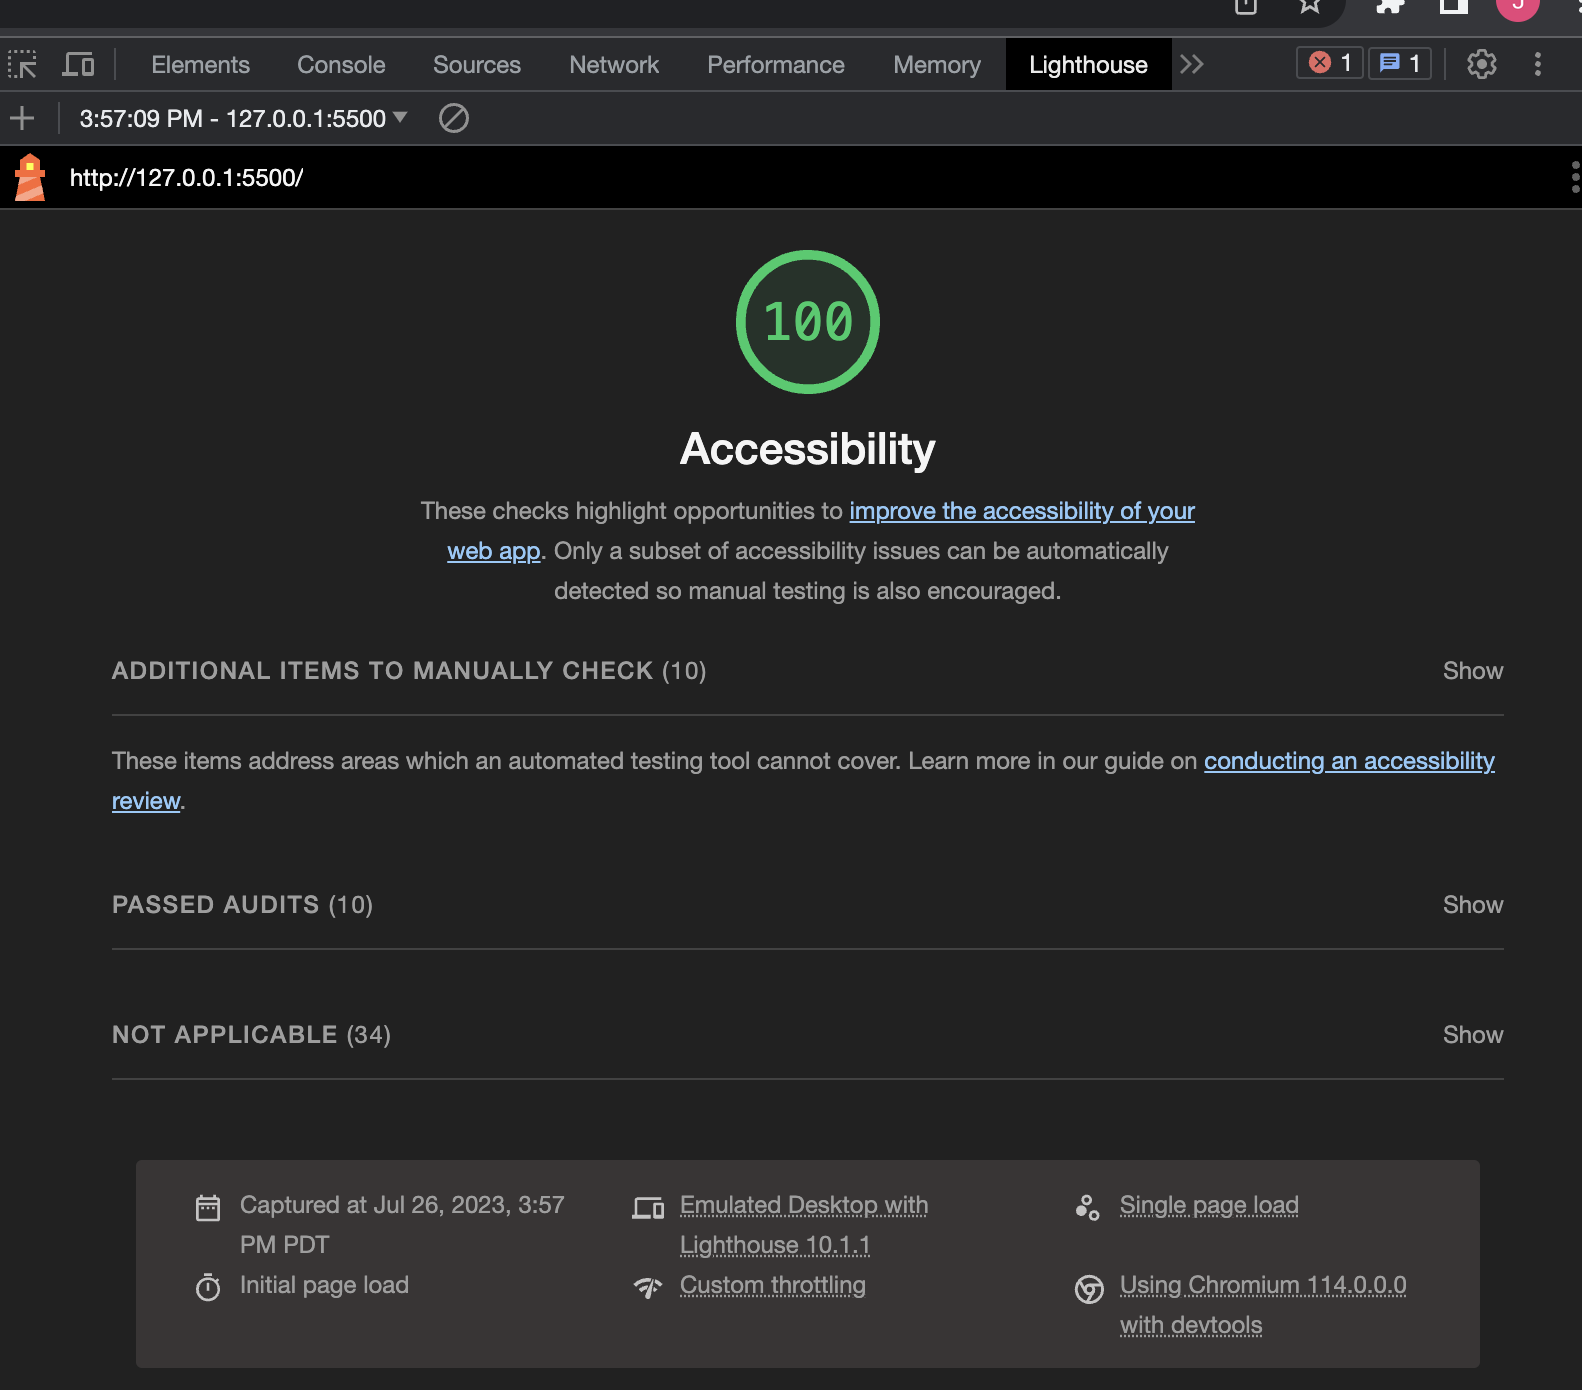 J
Elements Console Sources Network Performance Memory Lighthouse 1 1
3:57:09 PM - 127.0.0.1:5500
http://127.0.0.1:5500/
100
Accessibility
These checks highlight opportunities to improve the accessibility of your
web app. Only a subset of accessibility issues can be automatically
detected so manual testing is also encouraged.
ADDITIONAL ITEMS TO MANUALLY CHECK (10) Show
These items address areas which an automated testing tool cannot cover. Learn more in our guide on conducting an accessibility
review.
PASSED AUDITS (10) Show
NOT APPLICABLE (34) Show
Captured at Jul 26, 2023, 3:57
PM PDT
Emulated Desktop with
Lighthouse 10.1.1
Single page load
Initial page load
Custom throttling
Using Chromium 114.0.0.0
with devtools